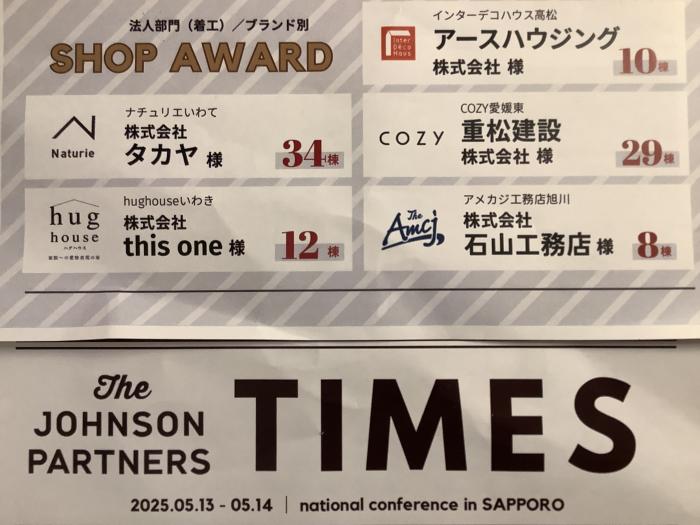 法人部門（着工）／ブランド別
SHOP AWARD
Naturie
ナチュリエいわて
株式会社
タカヤ 様
34棟
hug
house
ハグハウス
hughouseいわき
株式会社
this one 様
12棟
Inter
Déco
Haus
インターデコハウス高松
アースハウジング
株式会社 様
10棟
COZY
COZY愛媛東
重松建設
株式会社 様
29棟
The
Amcj,
アメカジ工務店旭川
株式会社
石山工務店 様
8棟
The
JOHNSON
PARTNERS
TIMES
2025.05.13 - 05.14 | national conference in SAPPORO